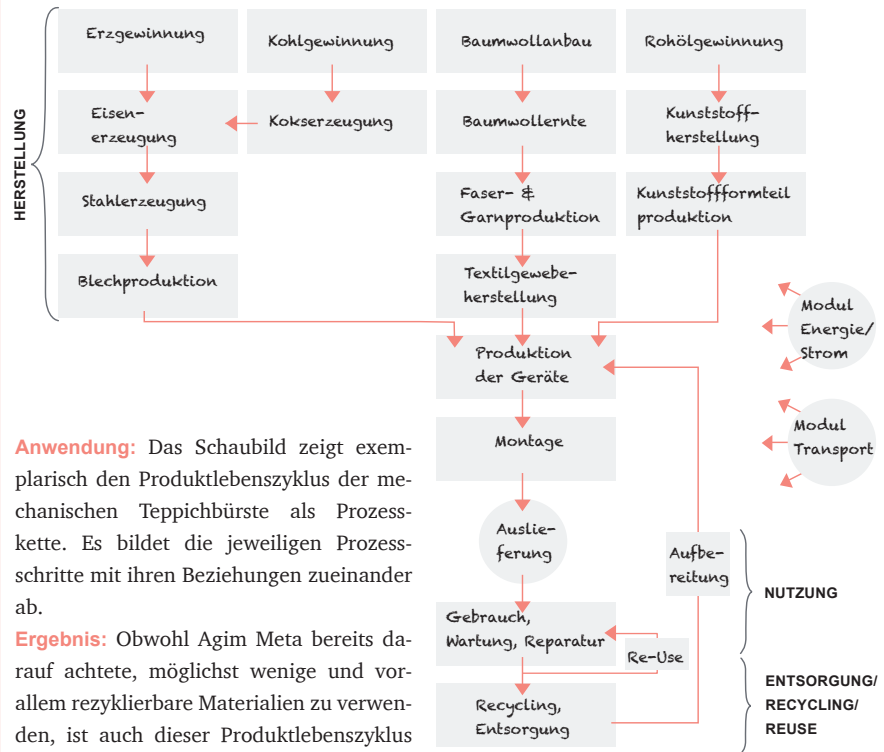 Erzgewinnung
Kohlgewinnung
Baumwollanbau
Rohölgewinnung
HERSTELLUNG
Eisen-
erzeugung
Kokserzeugung
Baumwollernte
Kunststoff-
herstellung
Stahlerzeugung
Faser- &
Garnproduktion
Kunststoffformteil
produktion
Blechproduktion
Textilgewebe-
herstellung
Modul
Energie/
Strom
Produktion
der Geräte
Modul
Transport
Montage
Anwendung: Das Schaubild zeigt exem-
plarisch den Produktlebenszyklus der me-
chanischen Teppichbürste als Prozess-
kette. Es bildet die jeweiligen Prozess-
schritte mit ihren Beziehungen zueinander
ab.
Ergebnis: Obwohl Agim Meta bereits da-
rauf achtete, möglichst wenige und vor-
allem rezyklierbare Materialien zu verwen-
den, ist auch dieser Produktlebenszyklus
Auslie-
ferung
Aufbe-
reitung
NUTZUNG
Gebrauch,
Wartung, Reparatur
Re-Use
Recycling,
Entsorgung
ENTSORGUNG/
RECYCLING/
REUSE